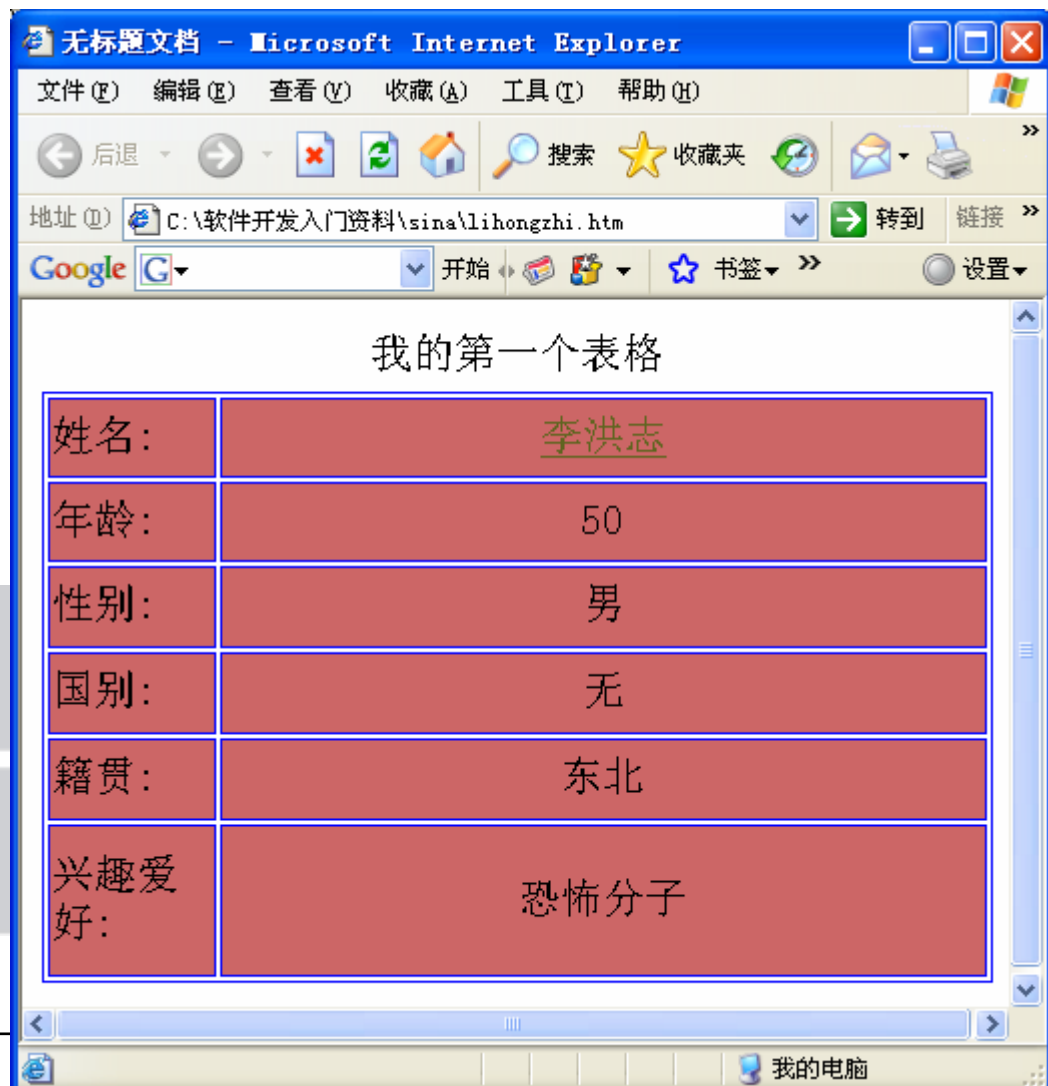 无标题文档 - Microsoft Internet Explorer
文件(F) 编辑(E) 查看(V) 收藏(A) 工具(T) 帮助(H)
后退 搜索 收藏夹 »
地址(D) C:\软件开发入门资料\sina\lihongzhi.htm 转到 链接 »
Google G 开始 书签 » 设置
我的第一个表格
姓名: 李洪志
年龄: 50
性别: 男
国别: 无
籍贯: 东北
兴趣爱
好: 恐怖分子
我的电脑